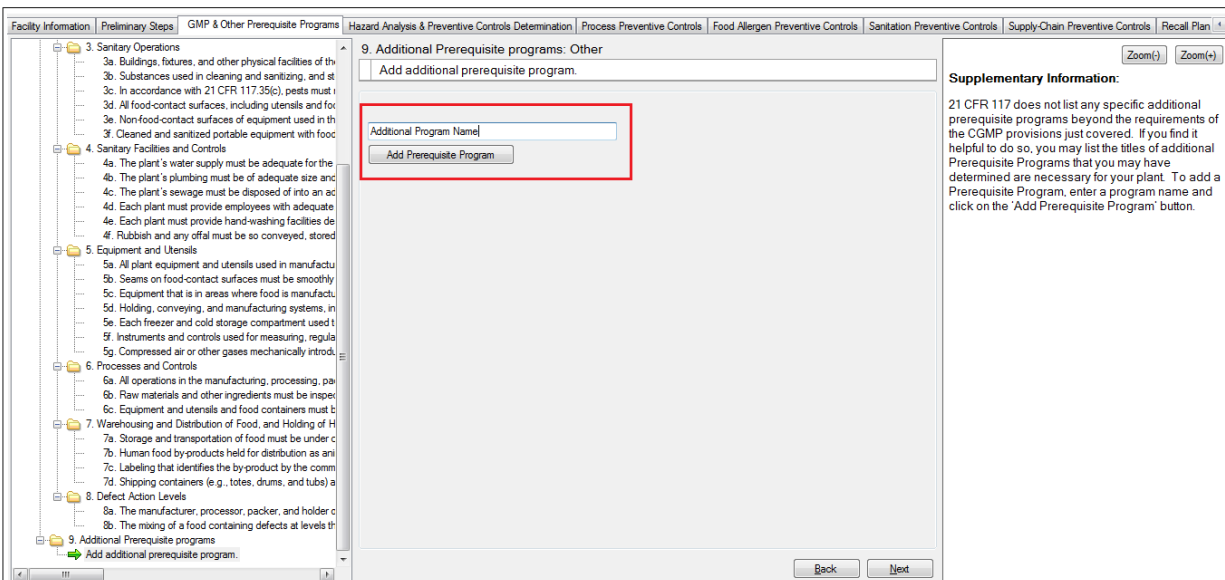 Facility Information Preliminary Steps GMP & Other Prerequisite Programs Hazard Analysis & Preventive Controls Determination Process Preventive Controls Food Allergen Preventive Controls Sanitation Preventive Controls Supply-Chain Preventive Controls Recall Plan
3. Sanitary Operations
3a. Buildings, fixtures, and other physical facilities of the
3b. Substances used in cleaning and sanitizing, and st
3c. In accordance with 21 CFR 117.35(c), pests must
3d. All food-contact surfaces, including utensils and foo
3e. Non-food-contact surfaces of equipment used in th
3f. Cleaned and sanitized portable equipment with food
4. Sanitary Facilities and Controls
4a. The plant's water supply must be adequate for the
4b. The plant's plumbing must be of adequate size and
4c. The plant's sewage must be disposed of into an ad
4d. Each plant must provide employees with adequate
4e. Each plant must provide hand-washing facilities de
4f. Rubbish and any offal must be so conveyed, stored
5. Equipment and Utensils
5a. All plant equipment and utensils used in manufactu
5b. Seams on food-contact surfaces must be smoothly
5c. Equipment that is in areas where food is manufactu
5d. Holding, conveying, and manufacturing systems, in
5e. Each freezer and cold storage compartment used t
5f. Instruments and controls used for measuring, regula
5g. Compressed air or other gases mechanically introdu
6. Processes and Controls
6a. All operations in the manufacturing, processing, pa
6b. Raw materials and other ingredients must be inspec
6c. Equipment and utensils and food containers must b
7. Warehousing and Distribution of Food, and Holding of H
7a. Storage and transportation of food must be under c
7b. Human food by-products held for distribution as ani
7c. Labeling that identifies the by-product by the comm
7d. Shipping containers (e.g., totes, drums, and tubs) a
8. Defect Action Levels
8a. The manufacturer, processor, packer, and holder o
8b. The mixing of a food containing defects at levels th
9. Additional Prerequisite programs
Add additional prerequisite program.
9. Additional Prerequisite programs: Other
Add additional prerequisite program.
Additional Program Name
Add Prerequisite Program
Back Next
Zoom(-) Zoom(+)
Supplementary Information:
21 CFR 117 does not list any specific additional
prerequisite programs beyond the requirements of
the CGMP provisions just covered. If you find it
helpful to do so, you may list the titles of additional
Prerequisite Programs that you may have
determined are necessary for your plant. To add a
Prerequisite Program, enter a program name and
click on the 'Add Prerequisite Program' button.